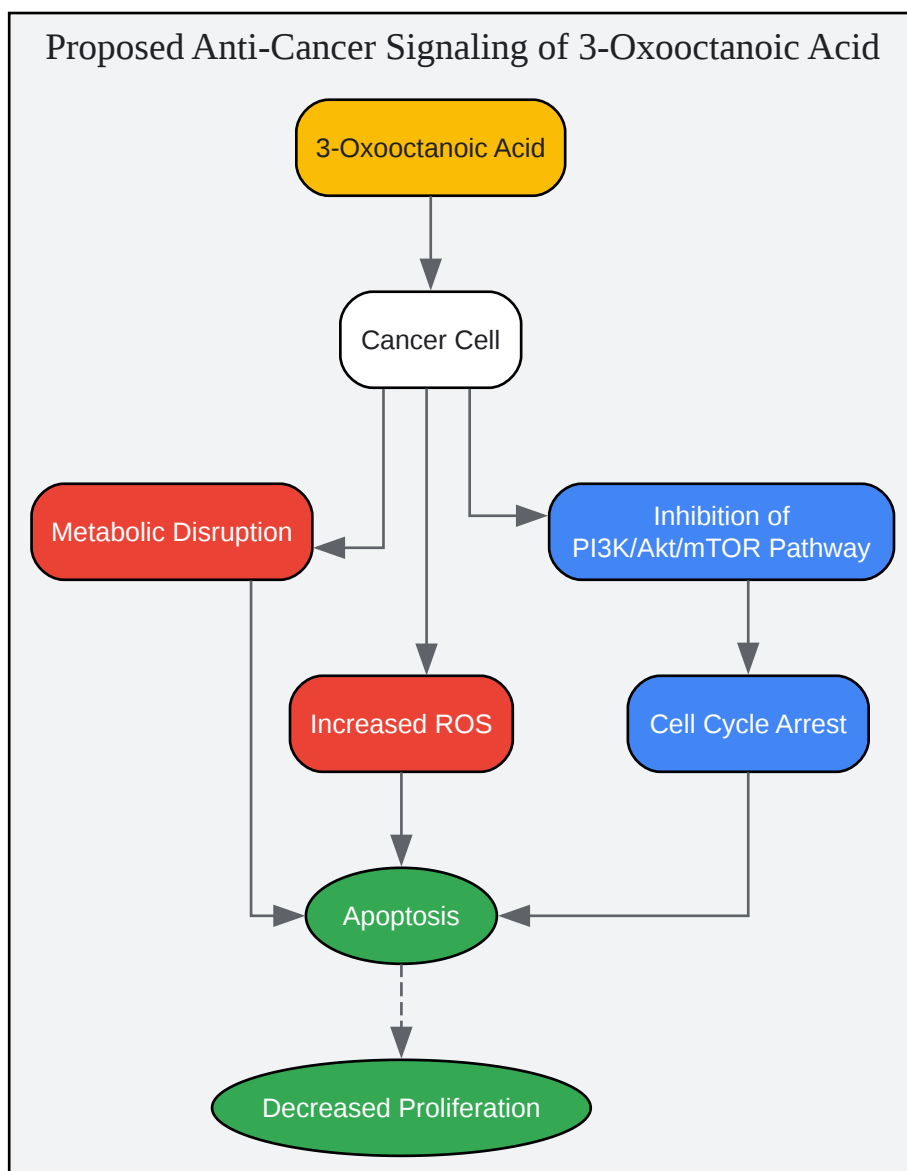 Proposed Anti-Cancer Signaling of 3-Oxooctanoic Acid
3-Oxooctanoic Acid
Cancer Cell
Metabolic Disruption
Inhibition of
PI3K/Akt/mTOR Pathway
Increased ROS
Cell Cycle Arrest
Apoptosis
Decreased Proliferation